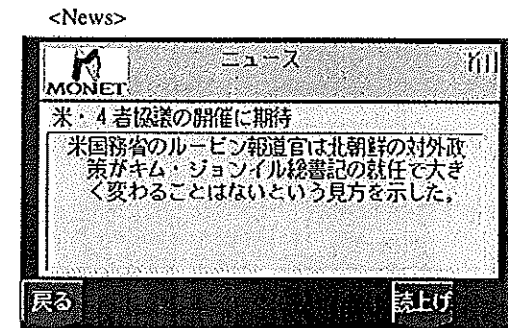 <News>
MONET
ニュース
米・4者協議の開催に期待
米国務省のルービン報道官は北朝鮮の対外政
策がキム・ジョンイル総書記の就任で大き
く変わることはないという見方を示した。
戻る
読上げ